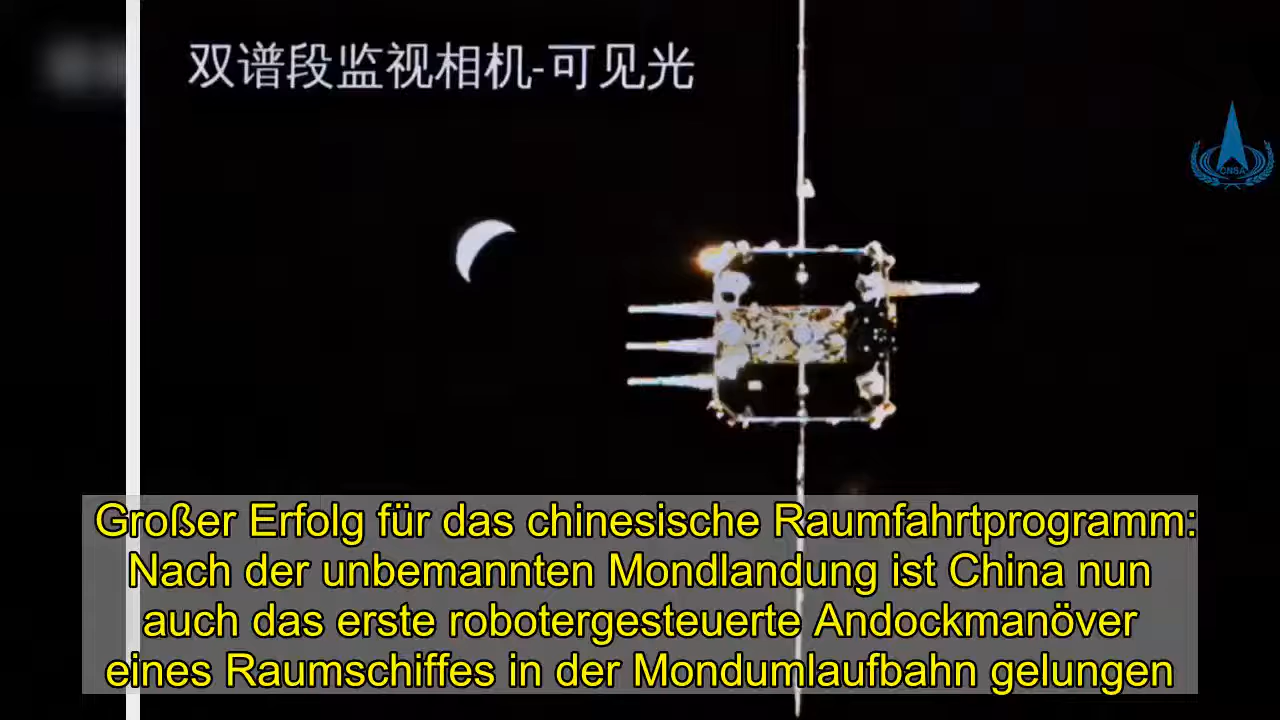 双谱段监视相机-可见光
CNSA
Großer Erfolg für das chinesische Raumfahrtprogramm:
Nach der unbemannten Mondlandung ist China nun
auch das erste robotergesteuerte Andockmanöver
eines Raumschiffes in der Mondumlaufbahn gelungen